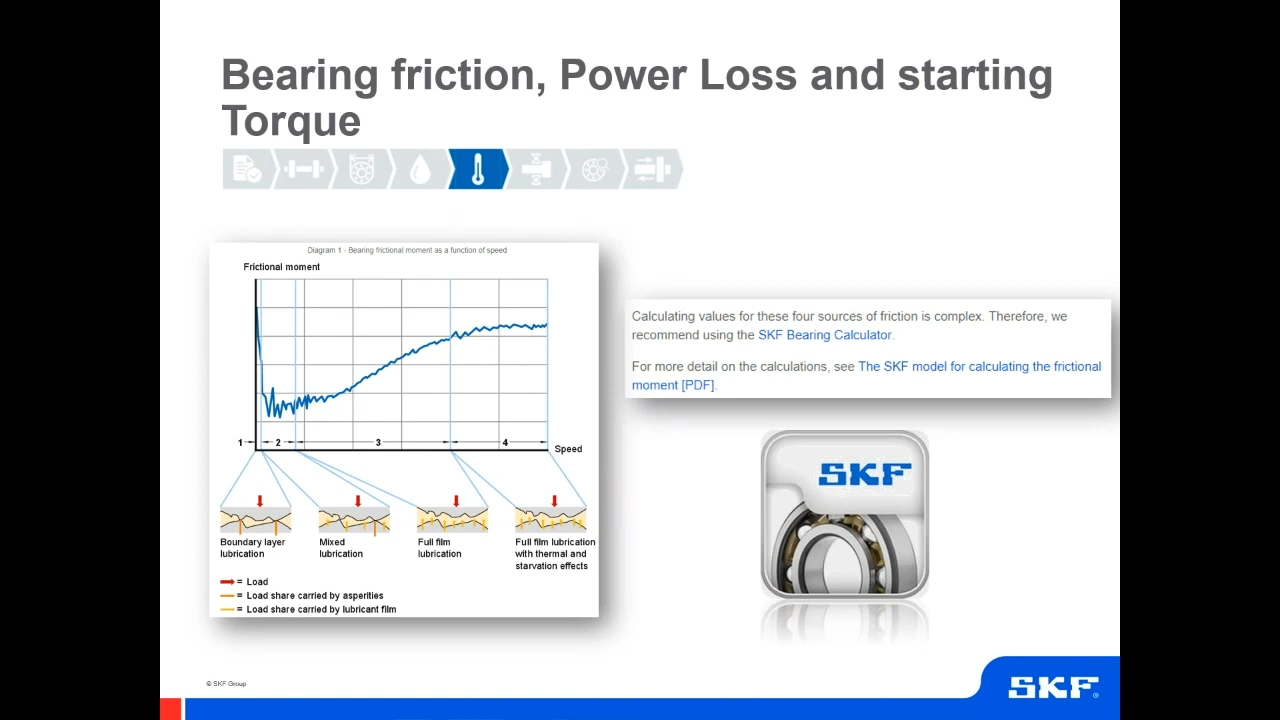 Bearing friction, Power Loss and starting
Torque
Diagram 1 - Bearing frictional moment as a function of speed
Frictional moment
1
2
3
4
Speed
Boundary layer
lubrication
Mixed
lubrication
Full film
lubrication
Full film lubrication
with thermal and
starvation effects
= Load
= Load share carried by asperities
= Load share carried by lubricant film
Calculating values for these four sources of friction is complex. Therefore, we
recommend using the SKF Bearing Calculator.
For more detail on the calculations, see The SKF model for calculating the frictional
moment [PDF].
SKF
© SKF Group
SKF®